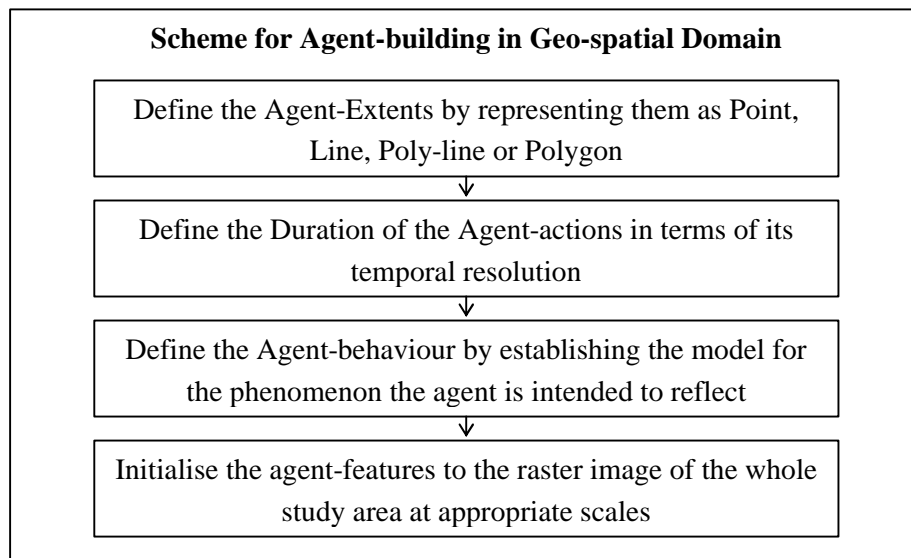 Scheme for Agent-building in Geo-spatial Domain
Define the Agent-Extents by representing them as Point,
Line, Poly-line or Polygon
Define the Duration of the Agent-actions in terms of its
temporal resolution
Define the Agent-behaviour by establishing the model for
the phenomenon the agent is intended to reflect
Initialise the agent-features to the raster image of the whole
study area at appropriate scales